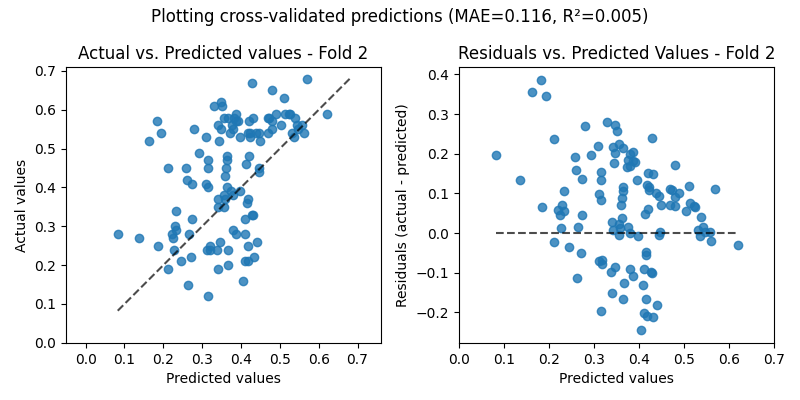 Plotting cross-validated predictions (MAE=0.116, R²=0.005)
Actual vs. Predicted values - Fold 2
Actual values
0.7
0.6
0.5
0.4
0.3
0.2
0.1
0.0
0.0 0.1 0.2 0.3 0.4 0.5 0.6 0.7
Predicted values
Residuals vs. Predicted Values - Fold 2
Residuals (actual - predicted)
0.4
0.3
0.2
0.1
0.0
−0.1
−0.2
0.0 0.1 0.2 0.3 0.4 0.5 0.6 0.7
Predicted values